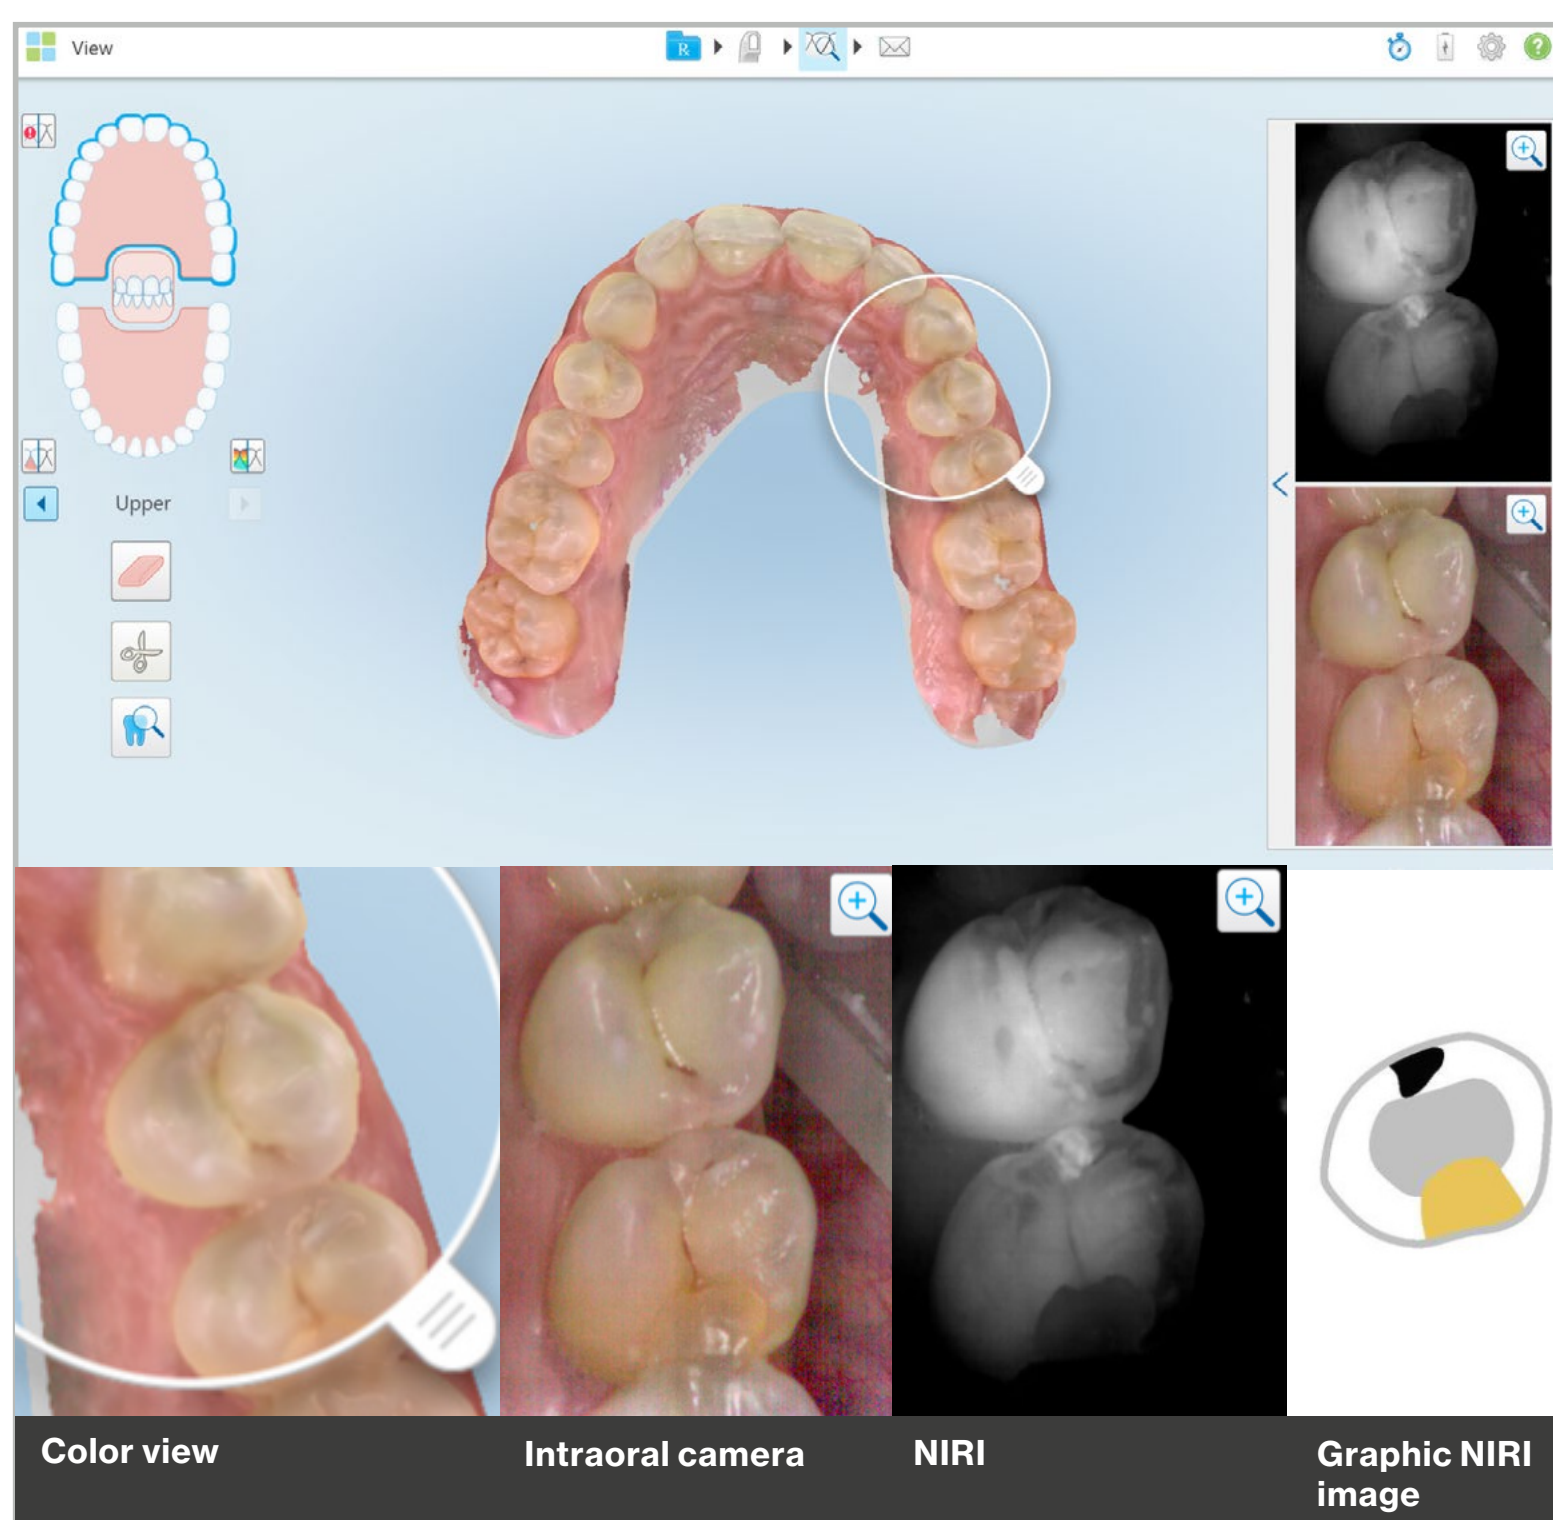 View
R
?
!
Upper
Color view
Intraoral camera
NIRI
Graphic NIRI
image